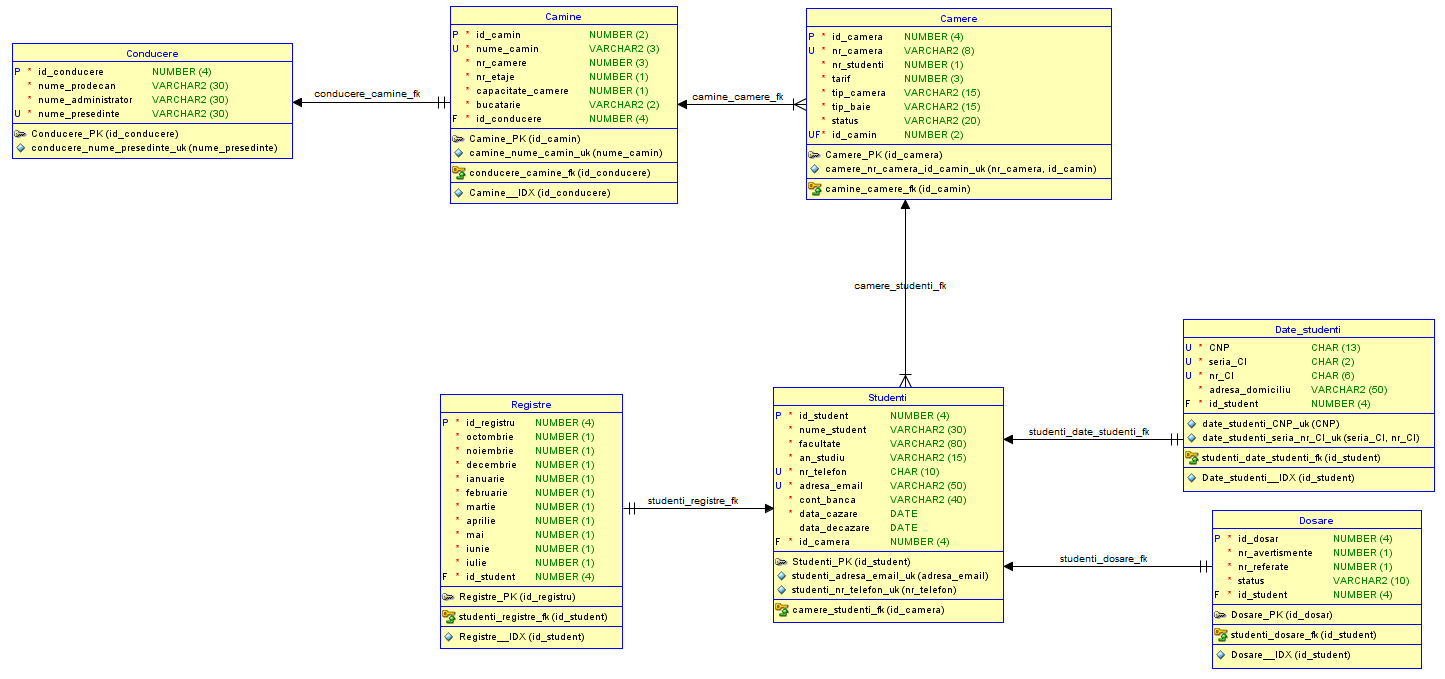 Conducere
P * id_conducere NUMBER (4)
* nume_prodecan VARCHAR2 (30)
* nume_administrator VARCHAR2 (30)
U * nume_presedinte VARCHAR2 (30)
Conducere_PK (id_conducere)
conducere_nume_presedinte_uk (nume_presedinte)
conducere_camine_fk
Camine
P * id_camin NUMBER (2)
U * nume_camin VARCHAR2 (3)
* nr_camere NUMBER (3)
* nr_etaje NUMBER (1)
* capacitate_camere NUMBER (1)
* bucatarie VARCHAR2 (2)
F * id_conducere NUMBER (4)
Camine_PK (id_camin)
camine_nume_camin_uk (nume_camin)
conducere_camine_fk (id_conducere)
Camine__IDX (id_conducere)
camine_camere_fk
Camere
P * id_camera NUMBER (4)
U * nr_camera VARCHAR2 (8)
* nr_studenti NUMBER (1)
* tarif NUMBER (3)
* tip_camera VARCHAR2 (15)
* tip_baie VARCHAR2 (15)
* status VARCHAR2 (20)
UF* id_camin NUMBER (2)
Camere_PK (id_camera)
camere_nr_camera_id_camin_uk (nr_camera, id_camin)
camine_camere_fk (id_camin)
camere_studenti_fk
Registre
P * id_registru NUMBER (4)
* octombrie NUMBER (1)
* noiembrie NUMBER (1)
* decembrie NUMBER (1)
* ianuarie NUMBER (1)
* februarie NUMBER (1)
* martie NUMBER (1)
* aprilie NUMBER (1)
* mai NUMBER (1)
* iunie NUMBER (1)
* iulie NUMBER (1)
F * id_student NUMBER (4)
Registre_PK (id_registru)
studenti_registre_fk (id_student)
Registre__IDX (id_student)
studenti_registre_fk
Studenti
P * id_student NUMBER (4)
* nume_student VARCHAR2 (30)
* facultate VARCHAR2 (80)
* an_studiu VARCHAR2 (15)
U * nr_telefon CHAR (10)
U * adresa_email VARCHAR2 (50)
* cont_banca VARCHAR2 (40)
* data_cazare DATE
data_decazare DATE
F * id_camera NUMBER (4)
Studenti_PK (id_student)
studenti_adresa_email_uk (adresa_email)
studenti_nr_telefon_uk (nr_telefon)
camere_studenti_fk (id_camera)
studenti_date_studenti_fk
Date_studenti
U * CNP CHAR (13)
U * seria_CI CHAR (2)
U * nr_CI CHAR (6)
* adresa_domiciliu VARCHAR2 (50)
F * id_student NUMBER (4)
date_studenti_CNP_uk (CNP)
date_studenti_seria_nr_CI_uk (seria_CI, nr_CI)
studenti_date_studenti_fk (id_student)
Date_studenti__IDX (id_student)
studenti_dosare_fk
Dosare
P * id_dosar NUMBER (4)
* nr_avertismente NUMBER (1)
* nr_referate NUMBER (1)
* status VARCHAR2 (10)
F * id_student NUMBER (4)
Dosare_PK (id_dosar)
studenti_dosare_fk (id_student)
Dosare__IDX (id_student)